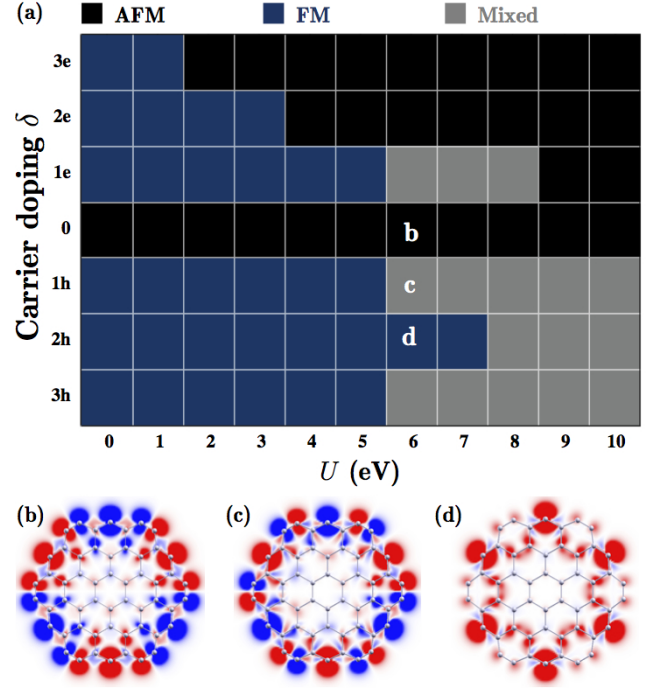 (a) AFM FM Mixed
Carrier doping δ
3e
2e
1e
0
1h
2h
3h
b
c
d
0 1 2 3 4 5 6 7 8 9 10
U (eV)
(b) (c) (d)